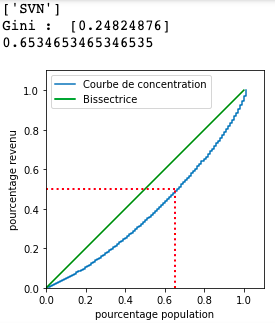 ['SVN']
Gini : [0.24824876]
0.6534653465346535
Courbe de concentration
Bissectrice
pourcentage revenu
1.0
0.8
0.6
0.4
0.2
0.0
0.0 0.2 0.4 0.6 0.8 1.0
pourcentage population